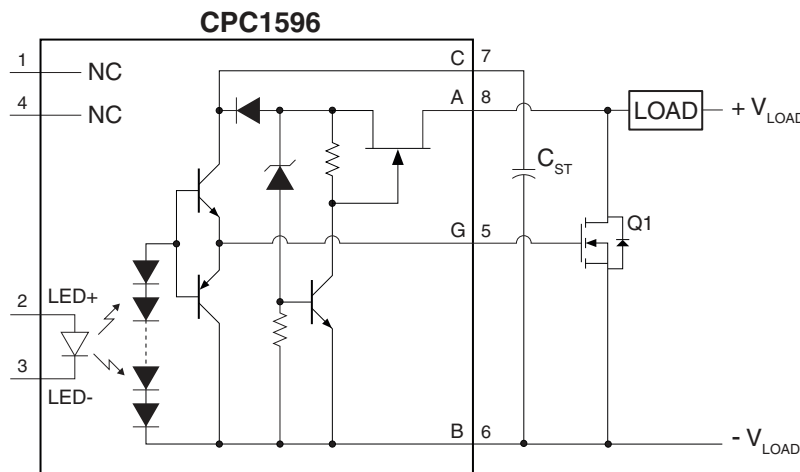 CPC1596
1 NC
4 NC
2 LED+
3 LED-
C 7
A 8
G 5
B 6
C_ST
LOAD
+ V_LOAD
Q1
- V_LOAD